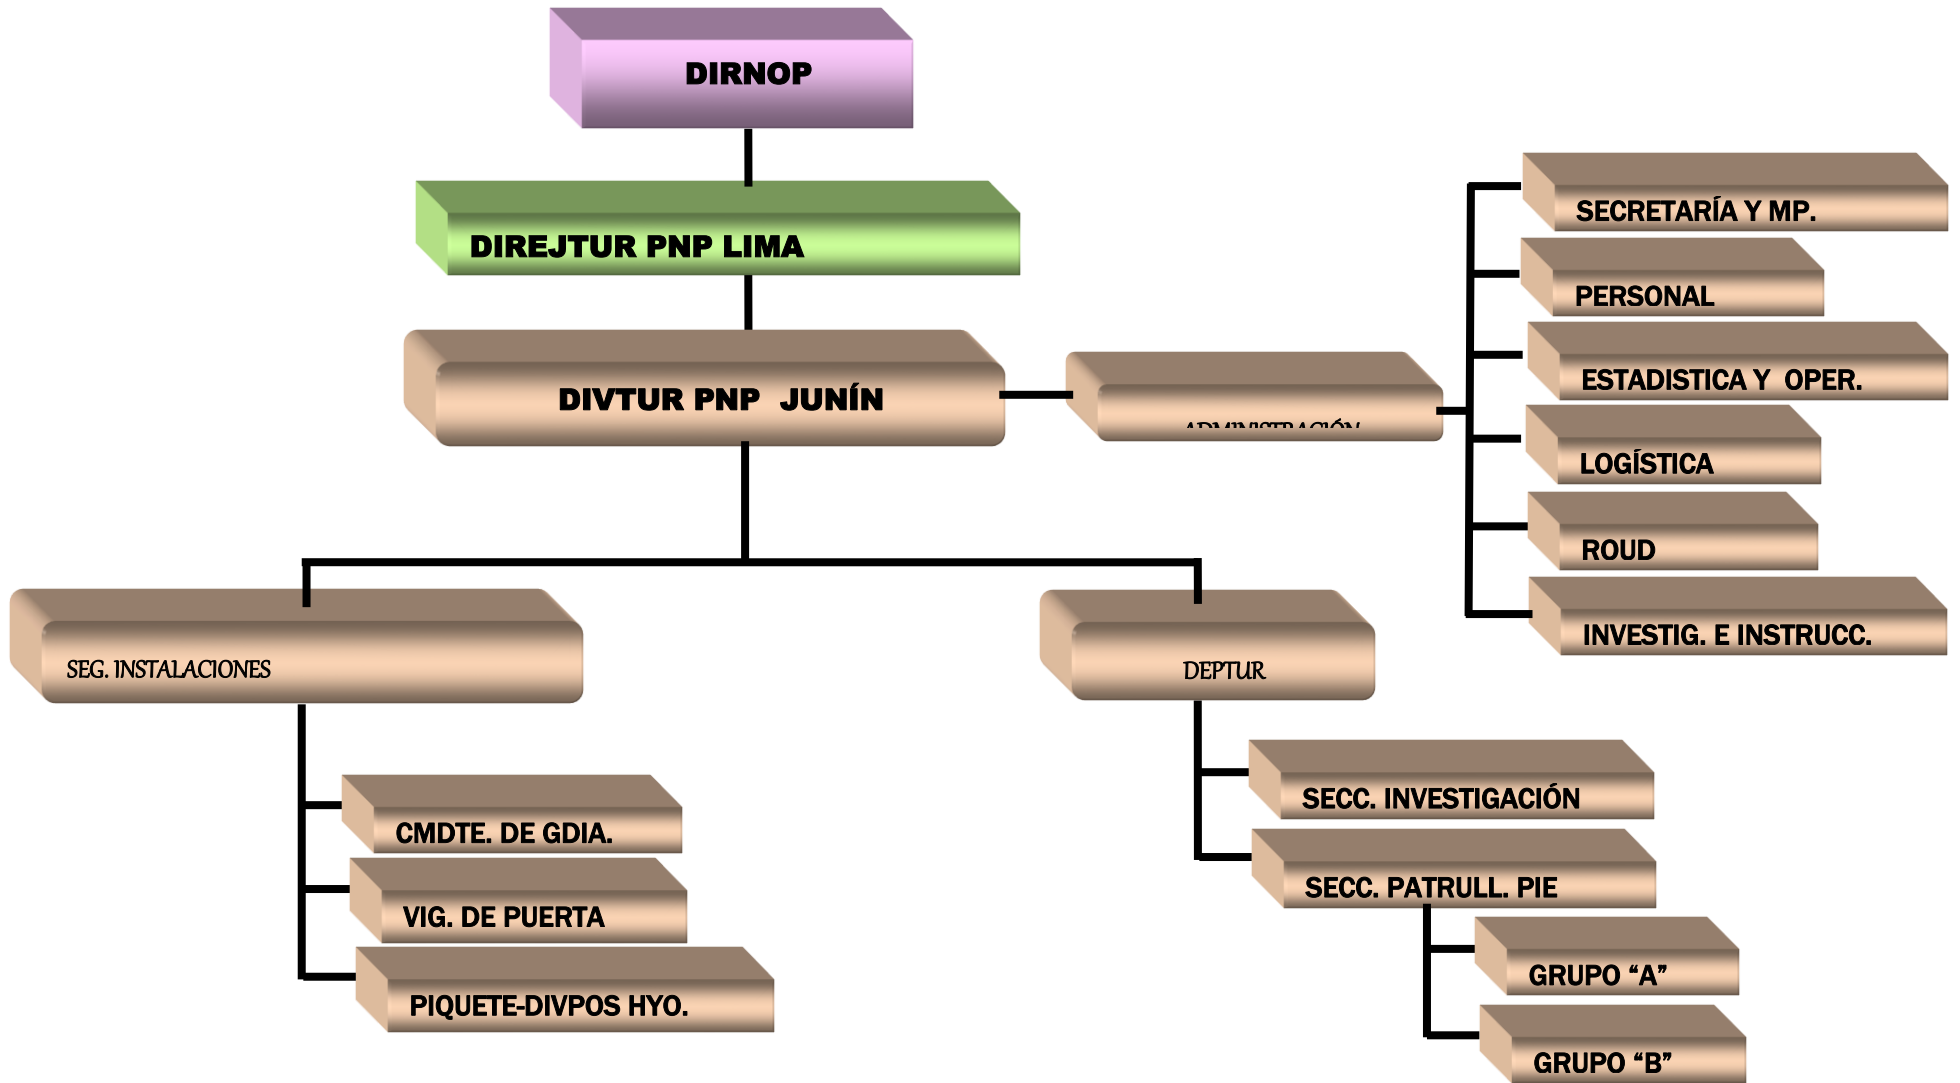 DIRNOP
DIREJTUR PNP LIMA
DIVTUR PNP JUNÍN
ADMINISTRACIÓN
SECRETARÍA Y MP.
PERSONAL
ESTADISTICA Y OPER.
LOGÍSTICA
ROUD
INVESTIG. E INSTRUCC.
SEG. INSTALACIONES
CMDTE. DE GDIA.
VIG. DE PUERTA
PIQUETE-DIVPOS HYO.
DEPTUR
SECC. INVESTIGACIÓN
SECC. PATRULL. PIE
GRUPO “A”
GRUPO “B”